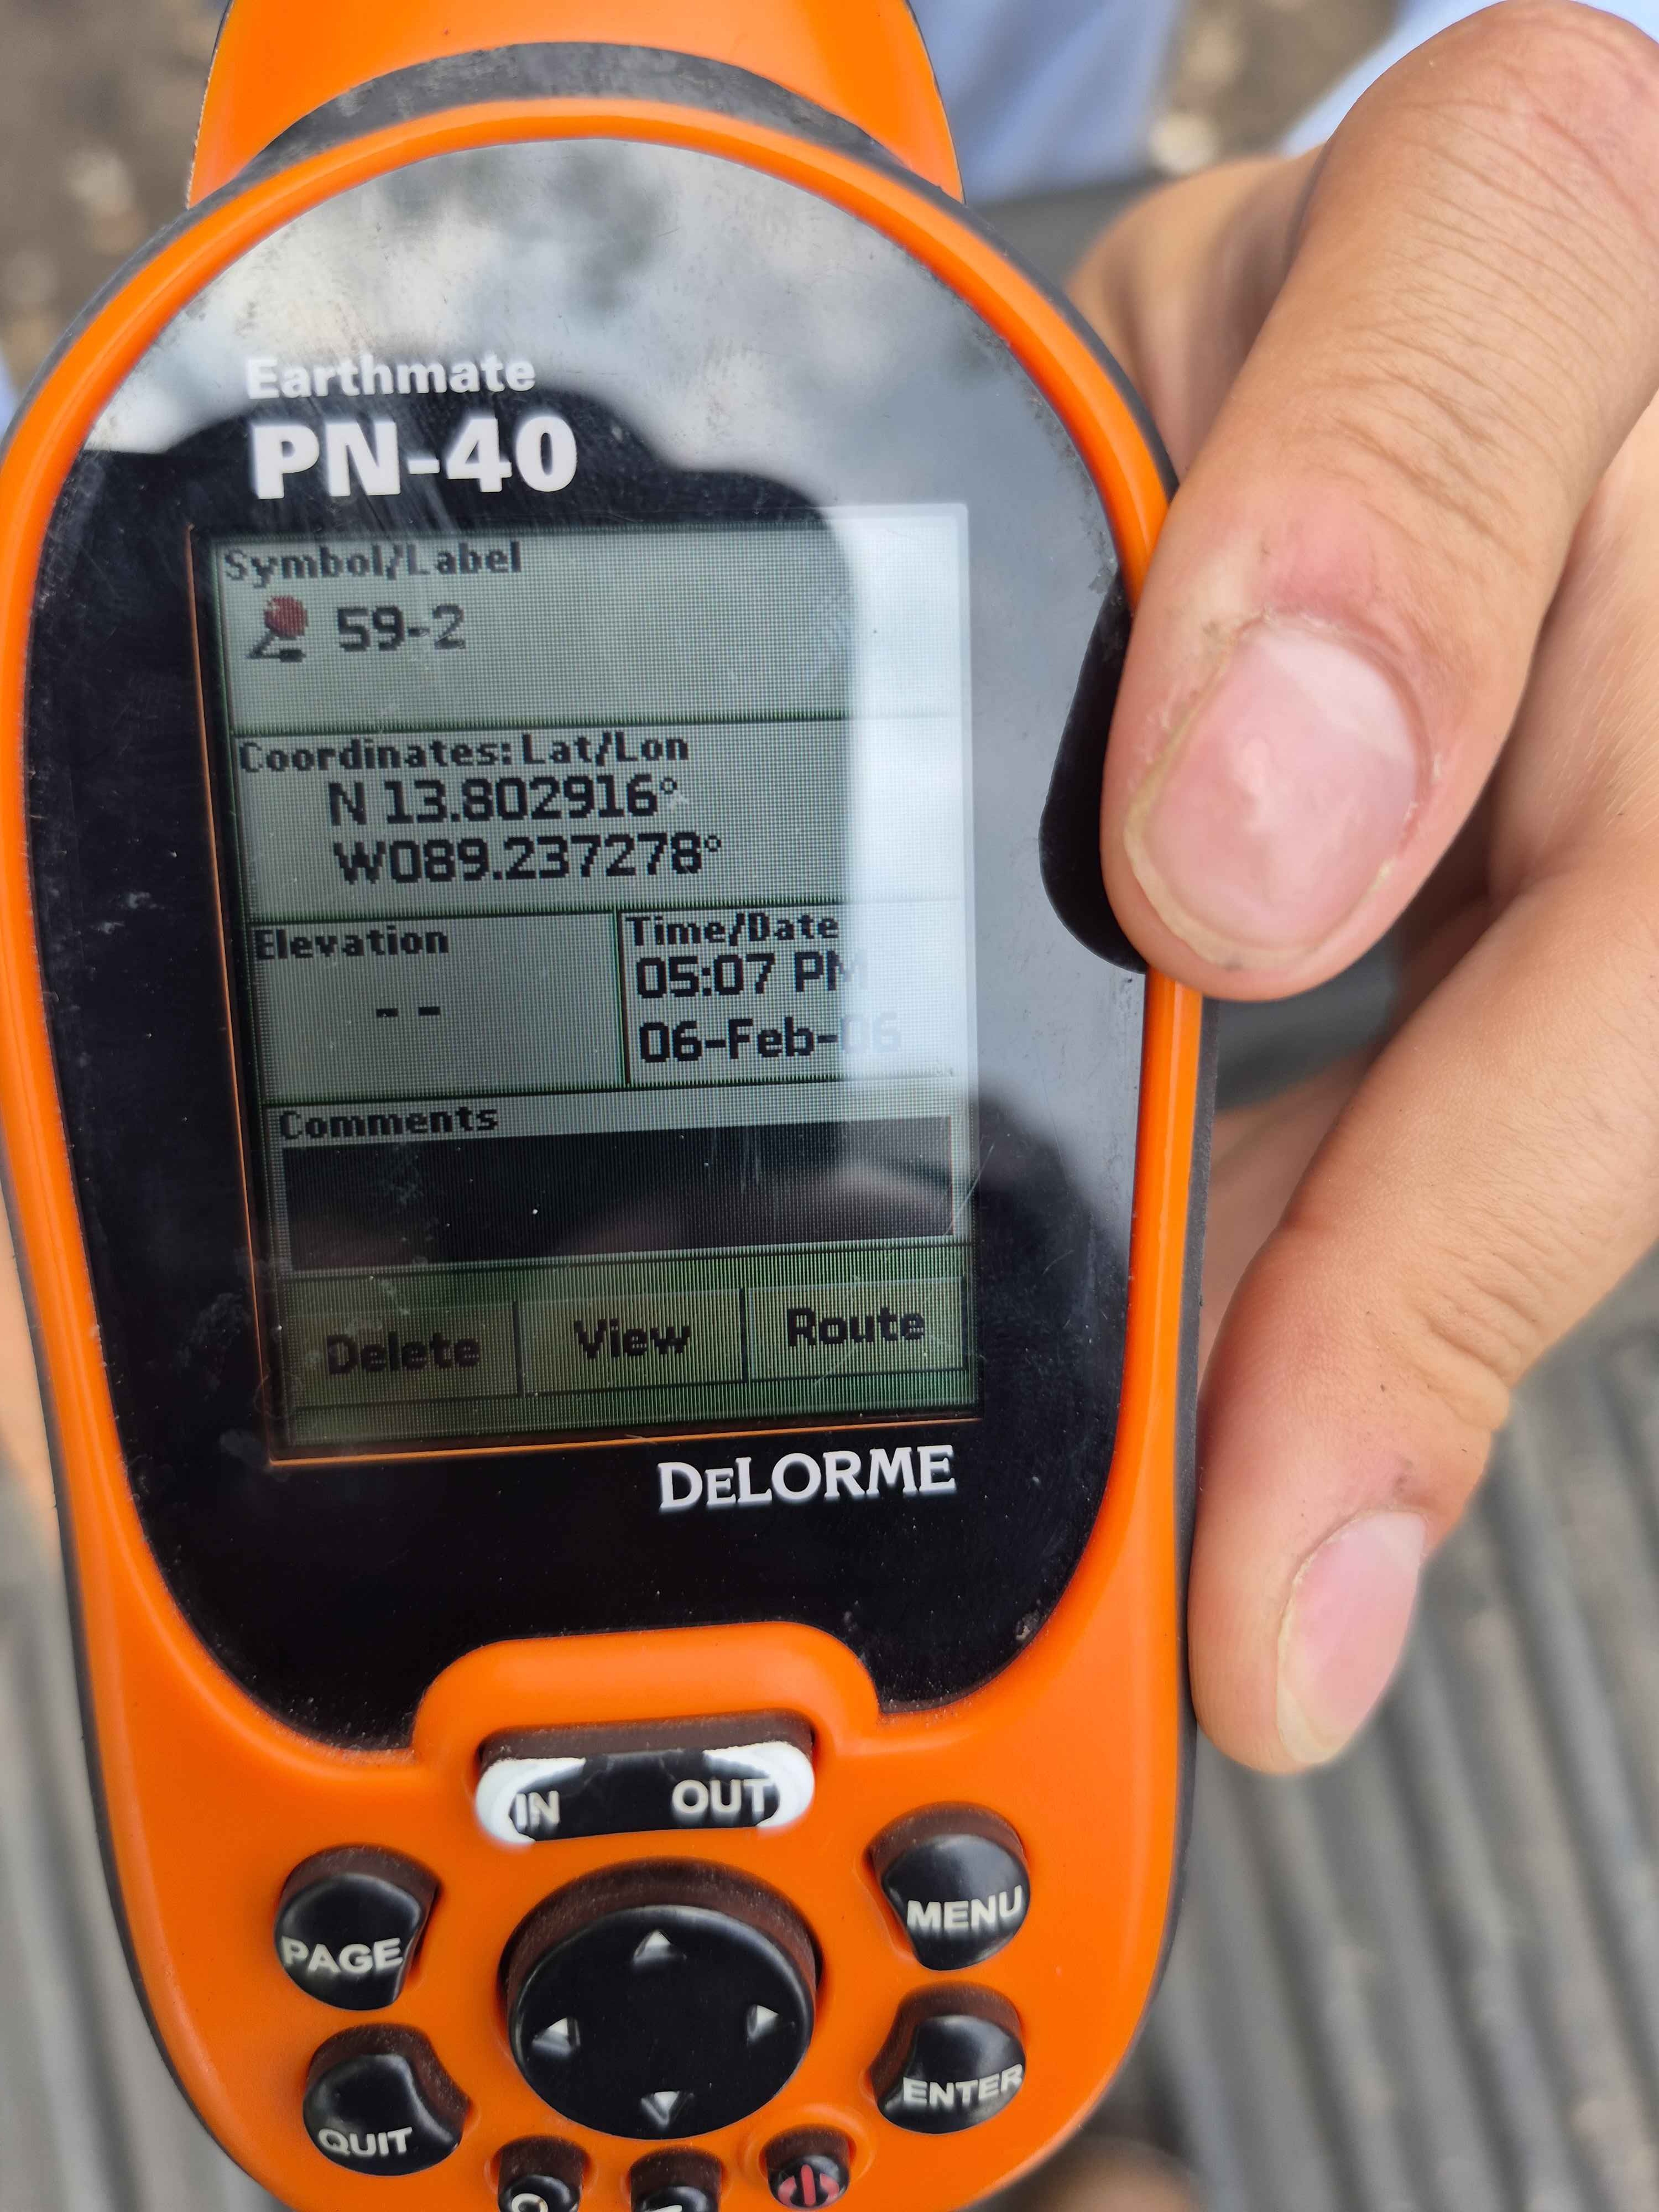 Earthmate
PN-40
Symbol/Label
59-2
Coordinates: Lat/Lon
N 13.802916°
W089.237278°
Elevation
- -
Time/Date
05:07 PM
06-Feb-06
Comments
Delete View Route
DELORME
IN OUT
PAGE
MENU
QUIT
ENTER